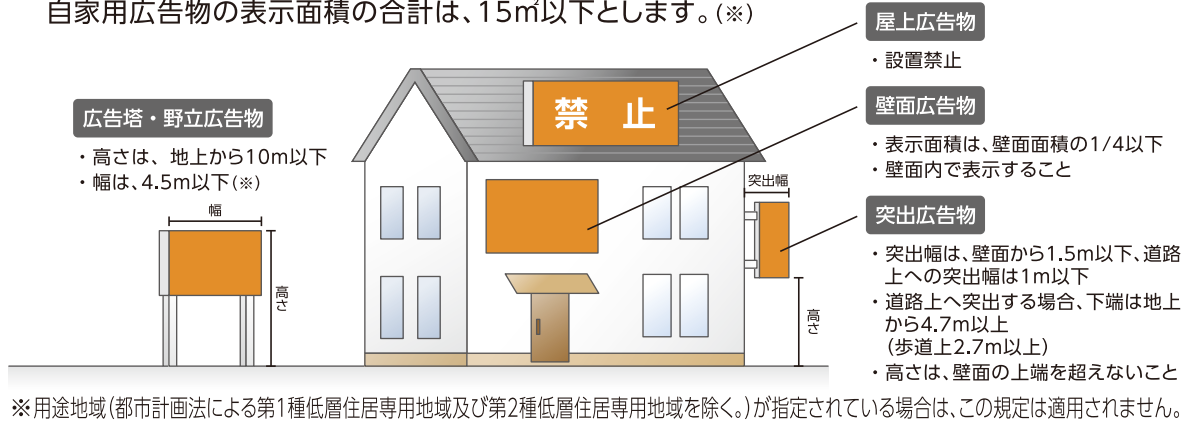 自家用広告物の表示面積の合計は、15㎡以下とします。(※)
屋上広告物
・設置禁止
禁止
壁面広告物
・表示面積は、壁面面積の1/4以下
・壁面内で表示すること
広告塔・野立広告物
・高さは、地上から10m以下
・幅は、4.5m以下(※)
幅
高さ
突出幅
高さ
突出広告物
・突出幅は、壁面から1.5m以下、道路
上への突出幅は1m以下
・道路上へ突出する場合、下端は地上
から4.7m以上
(歩道上2.7m以上)
・高さは、壁面の上端を超えないこと
※用途地域(都市計画法による第1種低層住居専用地域及び第2種低層住居専用地域を除く。)が指定されている場合は、この規定は適用されません。